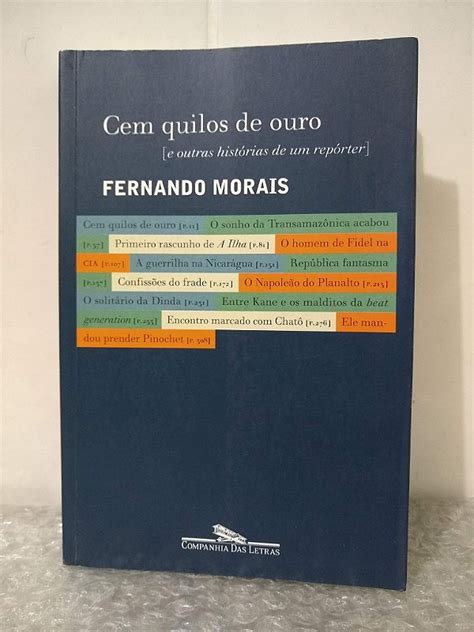 Cem quilos de ouro
[e outras histórias de um repórter]
FERNANDO MORAIS
Cem quilos de ouro [P.11] O sonho da Transamazônica acabou
[P.37] Primeiro rascunho de A Ilha [P.81] O homem de Fidel na
CIA [P.107] A guerrilha na Nicarágua [P.131] República fantasma
[P.157] Confissões do frade [P.172] O Napoleão do Planalto [P.213]
O solitário da Dinda [P.231] Entre Kane e os malditos da beat
generation [P.255] Encontro marcado com Chatô [P.276] Ele man-
dou prender Pinochet [P. 308]
COMPANHIA DAS LETRAS